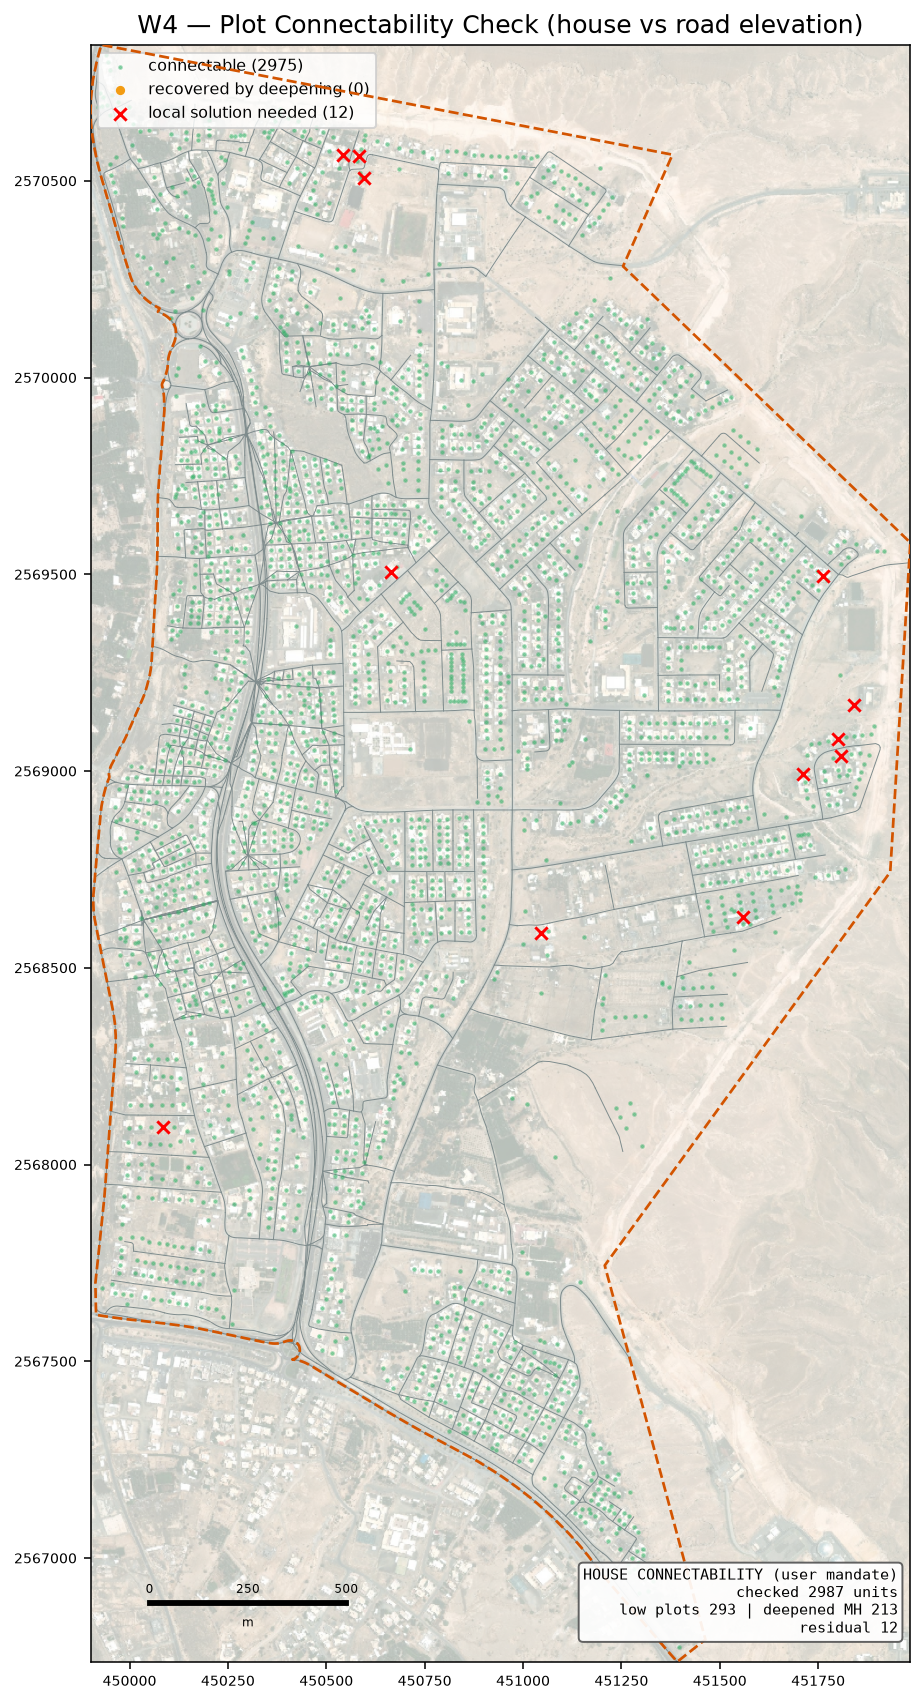 W4 — Plot Connectability Check (house vs road elevation)
connectable (2975)
recovered by deepening (0)
local solution needed (12)
2570500
2570000
2569500
2569000
2568500
2568000
2567500
2567000
0 250 500
m
HOUSE CONNECTABILITY (user mandate)
checked 2987 units
low plots 293 | deepened MH 213
residual 12
450000 450250 450500 450750 451000 451250 451500 451750